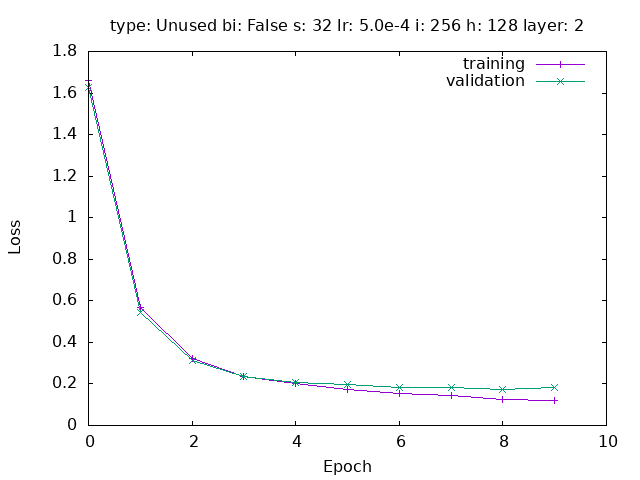 type: Unused bi: False s: 32 lr: 5.0e-4 i: 256 h: 128 layer: 2
training
validation
1.8
1.6
1.4
1.2
1
0.8
0.6
0.4
0.2
0
Loss
0 2 4 6 8 10
Epoch